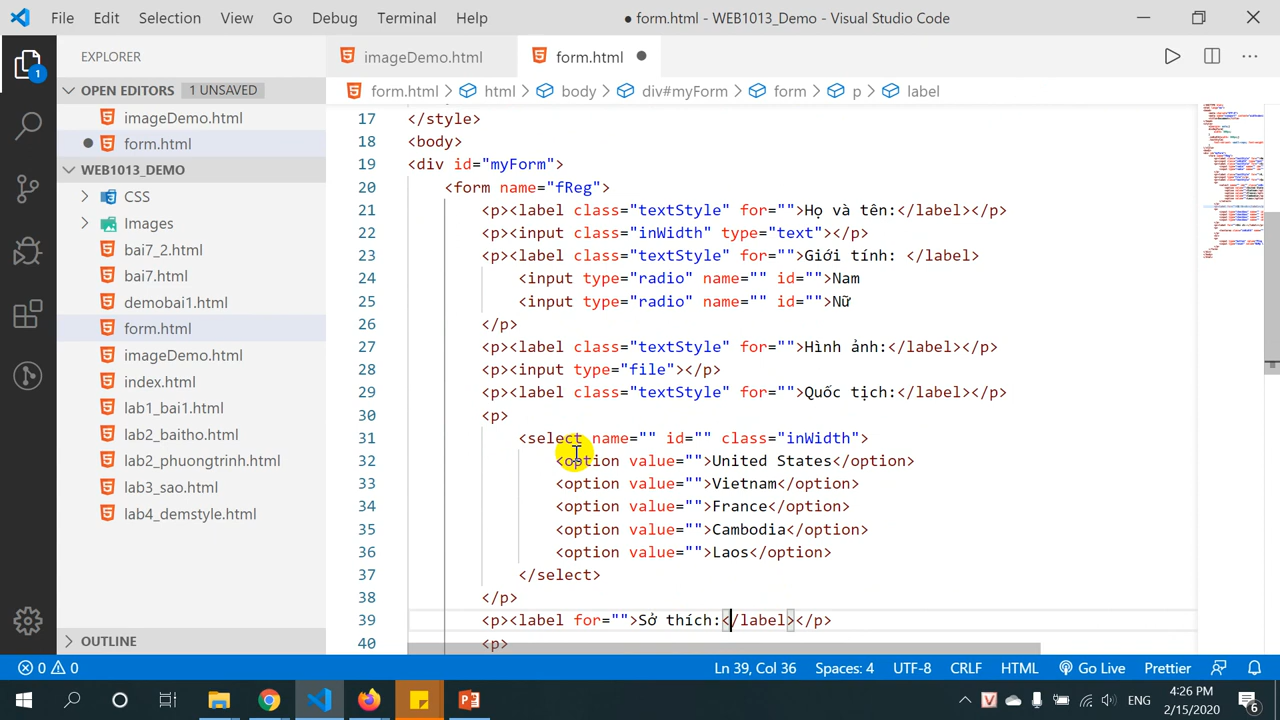 File Edit Selection View Go Debug Terminal Help ● form.html - WEB1013_Demo - Visual Studio Code
EXPLORER
imageDemo.html form.html
OPEN EDITORS 1 UNSAVED
form.html > html > body > div#myForm > form > p > label
1
imageDemo.html
form.html
WEB1013_DEMO
CSS
Images
bai7_2.html
bai7.html
demobai1.html
form.html
imageDemo.html
index.html
lab1_bai1.html
lab2_baitho.html
lab2_phuongtrinh.html
lab3_sao.html
lab4_demstyle.html
OUTLINE
17 </style>
18 <body>
19 <div id="myForm">
20 <form name="fReg">
21 <p><label class="textStyle" for="">Họ và tên:</label></p>
22 <p><input class="inWidth" type="text"></p>
23 <p><label class="textStyle" for="">Giới tính: </label>
24 <input type="radio" name="" id="">Nam
25 <input type="radio" name="" id="">Nữ
26 </p>
27 <p><label class="textStyle" for="">Hình ảnh:</label></p>
28 <p><input type="file"></p>
29 <p><label class="textStyle" for="">Quốc tịch:</label></p>
30 <p>
31 <select name="" id="" class="inWidth">
32 <option value="">United States</option>
33 <option value="">Vietnam</option>
34 <option value="">France</option>
35 <option value="">Cambodia</option>
36 <option value="">Laos</option>
37 </select>
38 </p>
39 <p><label for="">Sở thích:</label></p>
40 <p>
0 0 Ln 39, Col 36 Spaces: 4 UTF-8 CRLF HTML Go Live Prettier
ENG 4:26 PM
2/15/2020 6